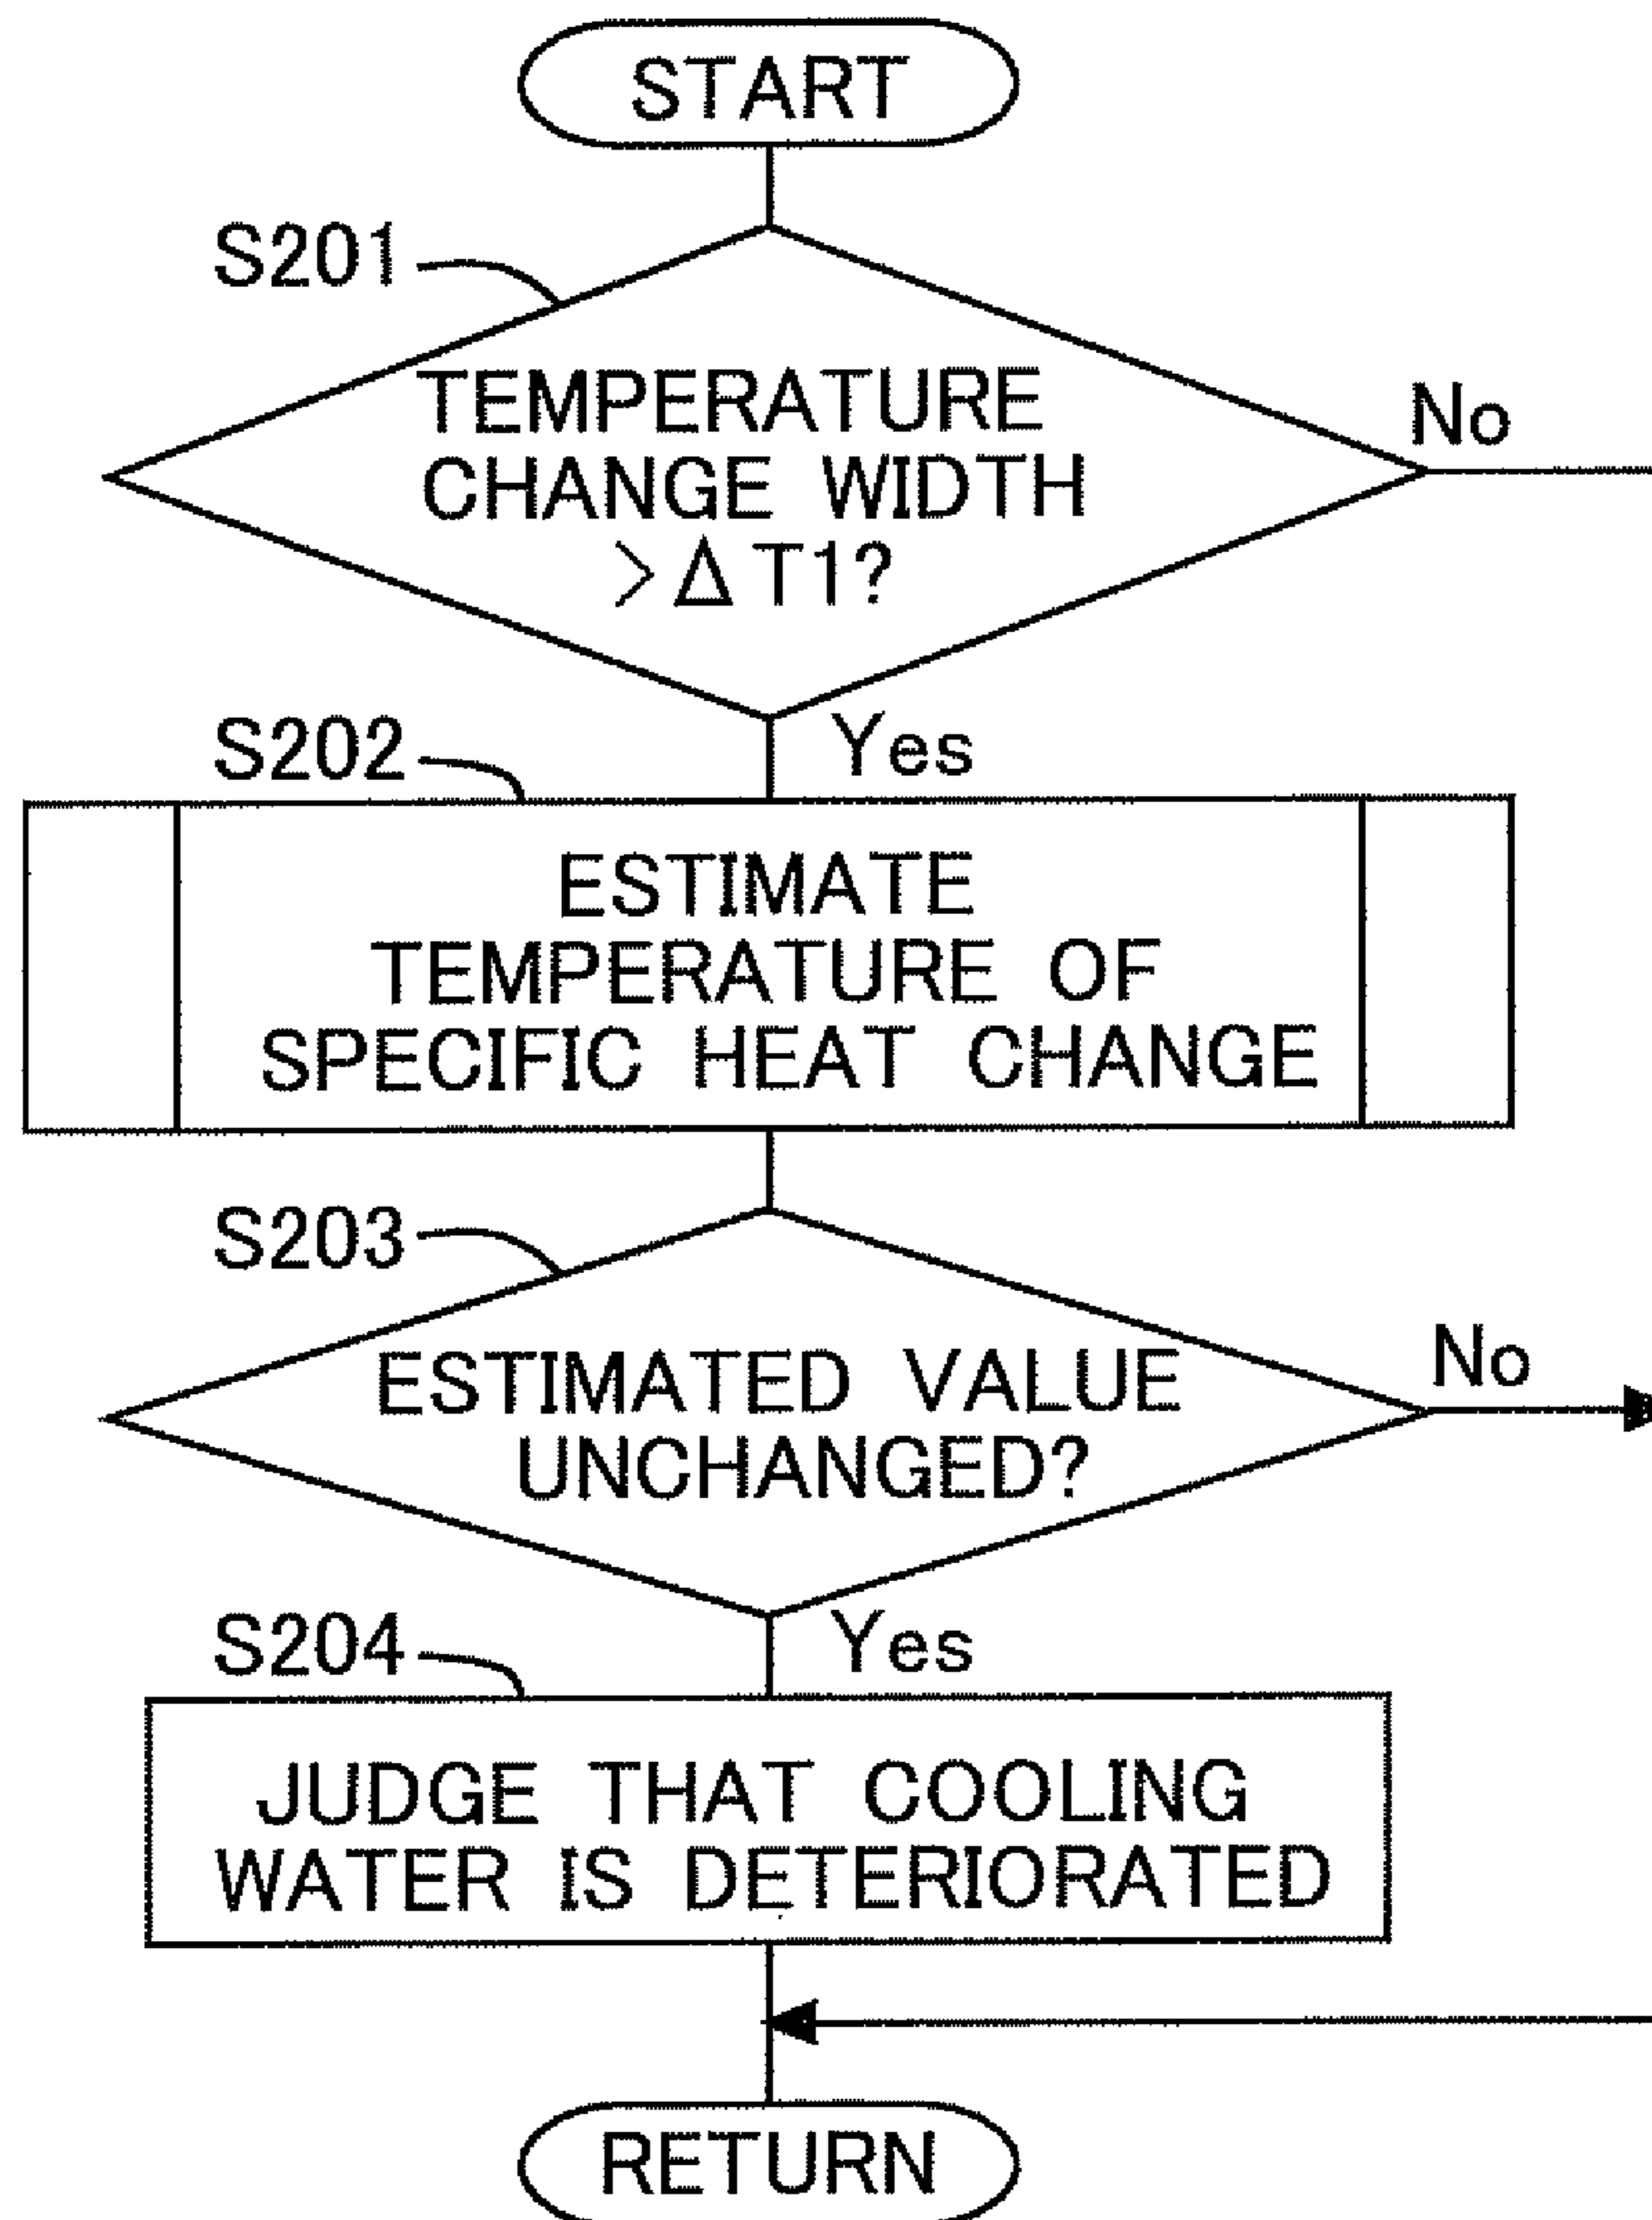 START
S201
TEMPERATURE
CHANGE WIDTH
>Δ T1?
No
S202
Yes
ESTIMATE
TEMPERATURE OF
SPECIFIC HEAT CHANGE
S203
ESTIMATED VALUE
UNCHANGED?
No
S204
Yes
JUDGE THAT COOLING
WATER IS DETERIORATED
RETURN